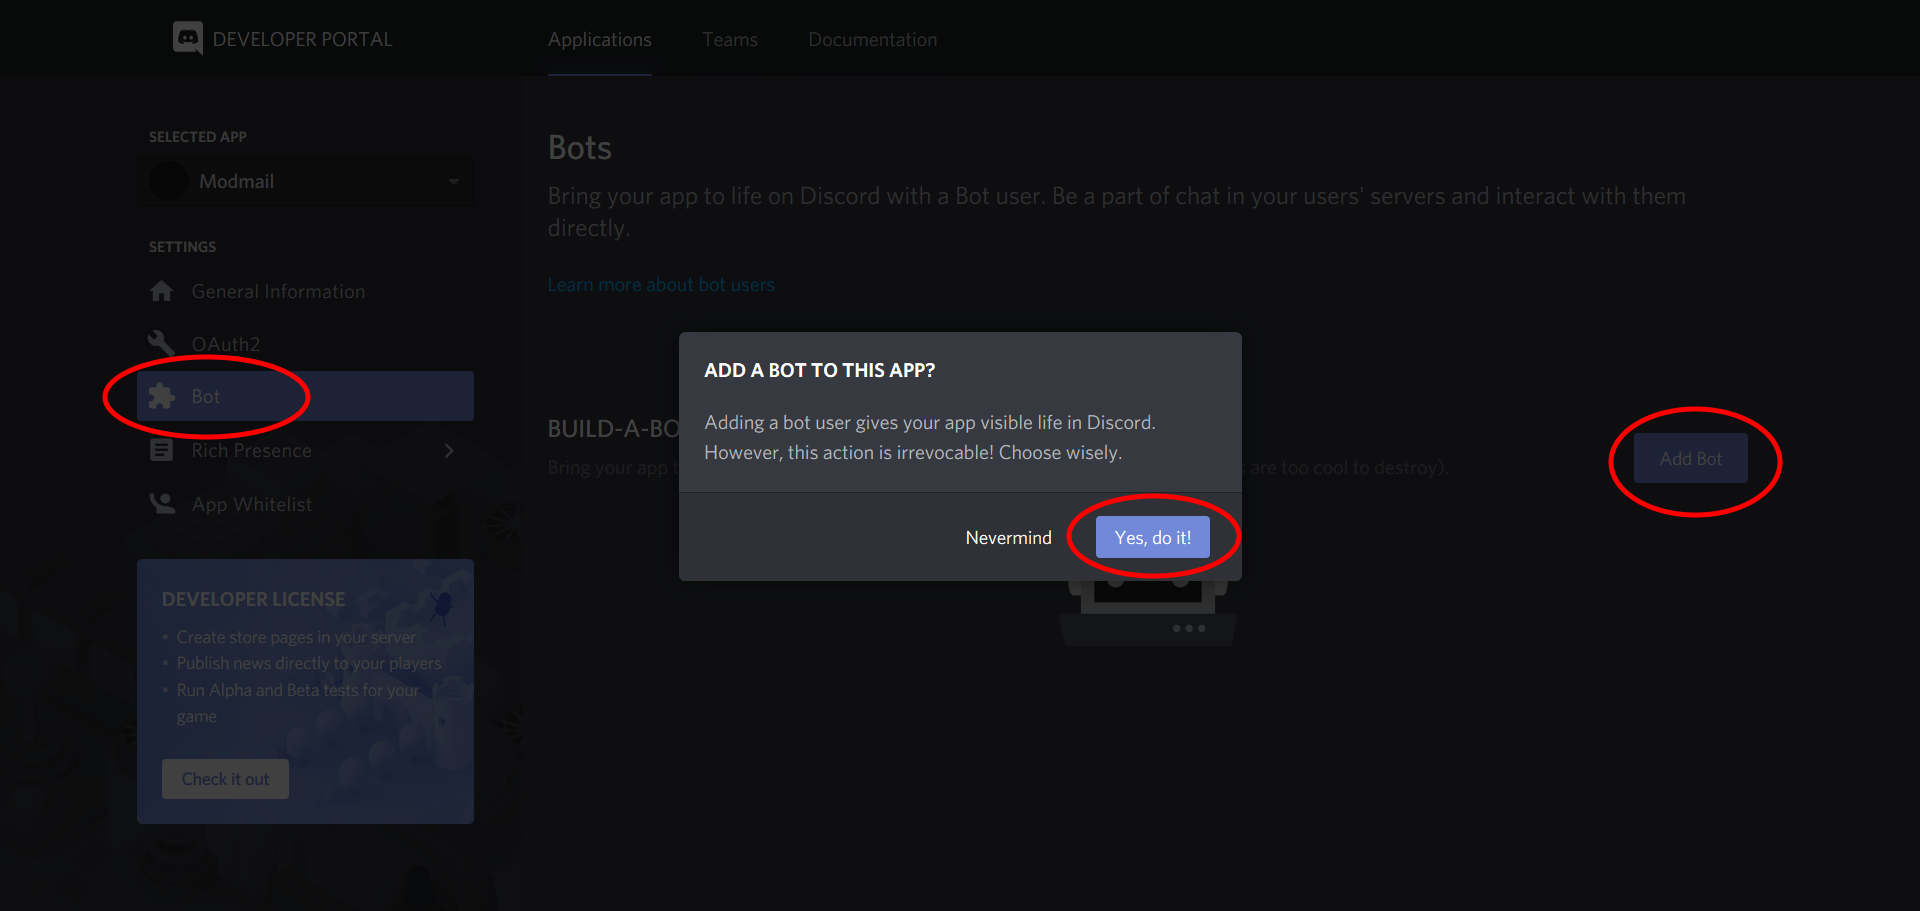 DEVELOPER PORTAL
Applications
Teams
Documentation
SELECTED APP
Modmail
SETTINGS
General Information
OAuth2
Bot
Rich Presence
App Whitelist
DEVELOPER LICENSE
• Create store pages in your server
• Publish news directly to your players
• Run Alpha and Beta tests for your
game
Check it out
Bots
Bring your app to life on Discord with a Bot user. Be a part of chat in your users' servers and interact with them
directly.
Learn more about bot users
BUILD-A-BO
Bring your app t
s are too cool to destroy).
Add Bot
ADD A BOT TO THIS APP?
Adding a bot user gives your app visible life in Discord.
However, this action is irrevocable! Choose wisely.
Nevermind
Yes, do it!